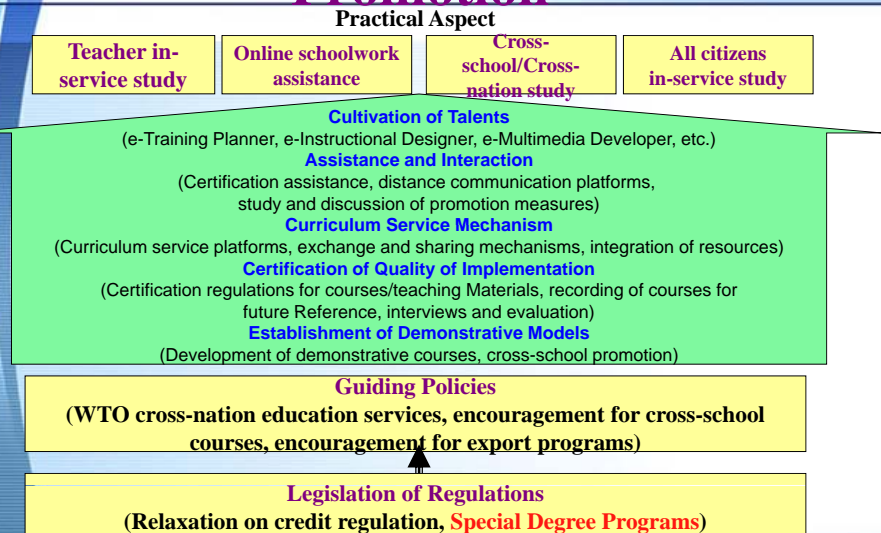 Promotion
Practical Aspect
Teacher in-
service study
Online schoolwork
assistance
Cross-
school/Cross-
nation study
All citizens
in-service study
Cultivation of Talents
(e-Training Planner, e-Instructional Designer, e-Multimedia Developer, etc.)
Assistance and Interaction
(Certification assistance, distance communication platforms,
study and discussion of promotion measures)
Curriculum Service Mechanism
(Curriculum service platforms, exchange and sharing mechanisms, integration of resources)
Certification of Quality of Implementation
(Certification regulations for courses/teaching Materials, recording of courses for
future Reference, interviews and evaluation)
Establishment of Demonstrative Models
(Development of demonstrative courses, cross-school promotion)
Guiding Policies
(WTO cross-nation education services, encouragement for cross-school
courses, encouragement for export programs)
Legislation of Regulations
(Relaxation on credit regulation, Special Degree Programs)